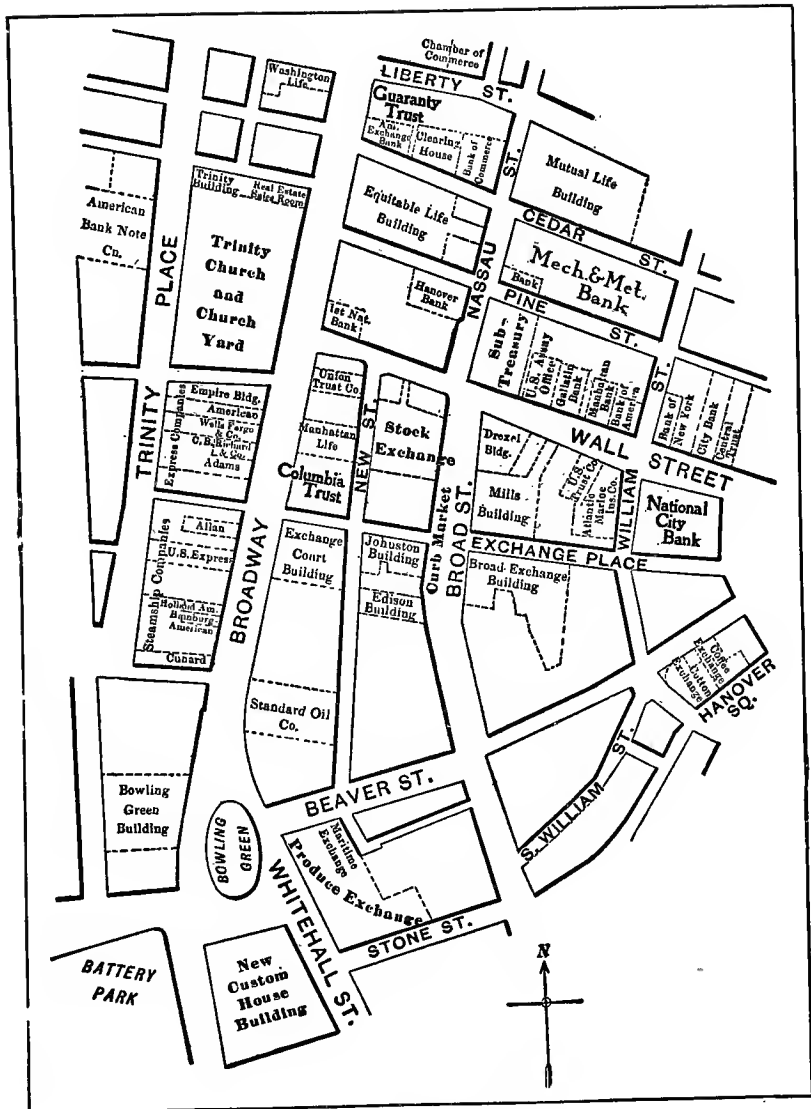 Chamber of
Commerce
Washington
Life
LIBERTY ST.
Guaranty
Trust
Am.
Exchange
Bank
Clearing
House
Bank of
Commerce
ST.
Mutual Life
Building
Trinity
Building
Real Estate
Sales Room
American
Bank Note
Co.
PLACE
Trinity
Church
and
Church
Yard
Equitable Life
Building
CEDAR ST.
NASSAU
Mech.& Met.
Bank
Bank
PINE ST.
Hanover
Bank
1st Nat.
Bank
Sub-
Treasury
U.S. Assay
Office
Gallatin
Bank
Manhattan
Bank
Bank of
America
ST.
Bank of
New York
City Bank
Central
Trust
TRINITY
Express Companies
Empire Bldg.
American
Wells Fargo
& Co.
Adams
Union
Trust Co.
Manhattan
Life
Columbia
Trust
NEW ST.
Stock
Exchange
Drexel
Bldg.
Mills
Building
U.S.
Trust Co.
Atlantic
Marine
Ins. Co.
WALL STREET
WILLIAM
National
City
Bank
BROADWAY
Steamship Companies
Allan
U.S. Express
Holland Am.
Hamburg
American
Cunard
Exchange
Court
Building
Johnston
Building
Edison
Building
Curb Market
BROAD ST.
EXCHANGE PLACE
Broad Exchange
Building
Coffee
Exchange
Cotton
Exchange
HANOVER
SQ.
Standard Oil
Co.
Bowling
Green
Building
BOWLING
GREEN
BEAVER ST.
S. WILLIAM ST.
Maritime
Exchange
Produce Exchange
WHITEHALL ST.
STONE ST.
BATTERY
PARK
New
Custom
House
Building
N